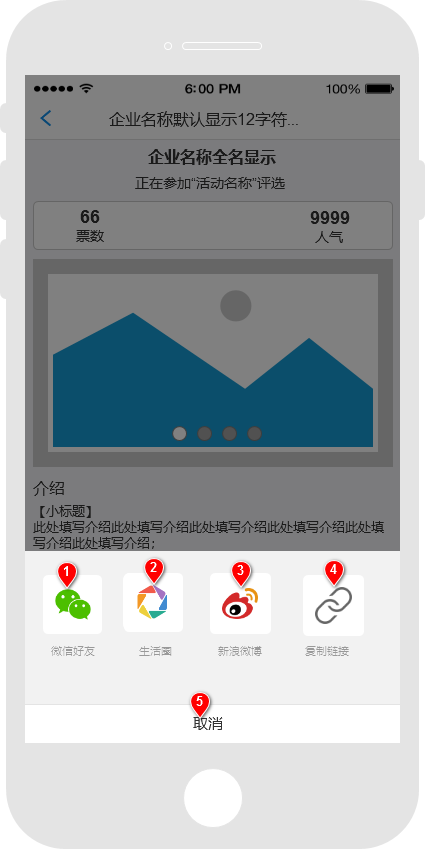 6:00 PM 100%
企业名称默认显示12字符...
企业名称全名显示
正在参加“活动名称”评选
66 9999
票数 人气
介绍
【小标题】
此处填写介绍此处填写介绍此处填写介绍此处填写介绍此处填
写介绍此处填写介绍；
1 2 3 4
微信好友 生活圈 新浪微博 复制链接
5
取消